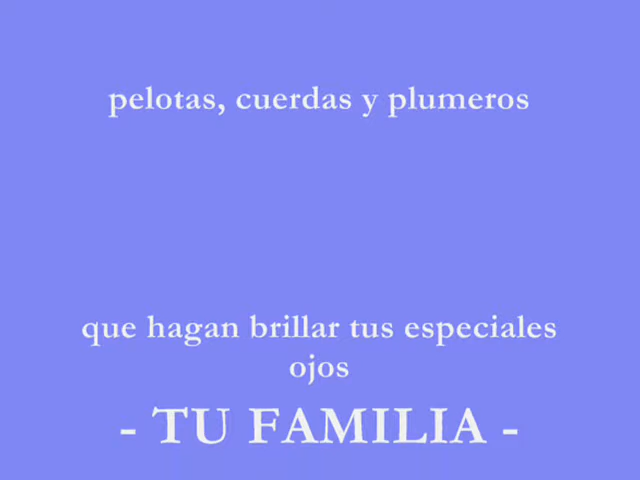 pelotas, cuerdas y plumeros
que hagan brillar tus especiales
ojos
- TU FAMILIA -